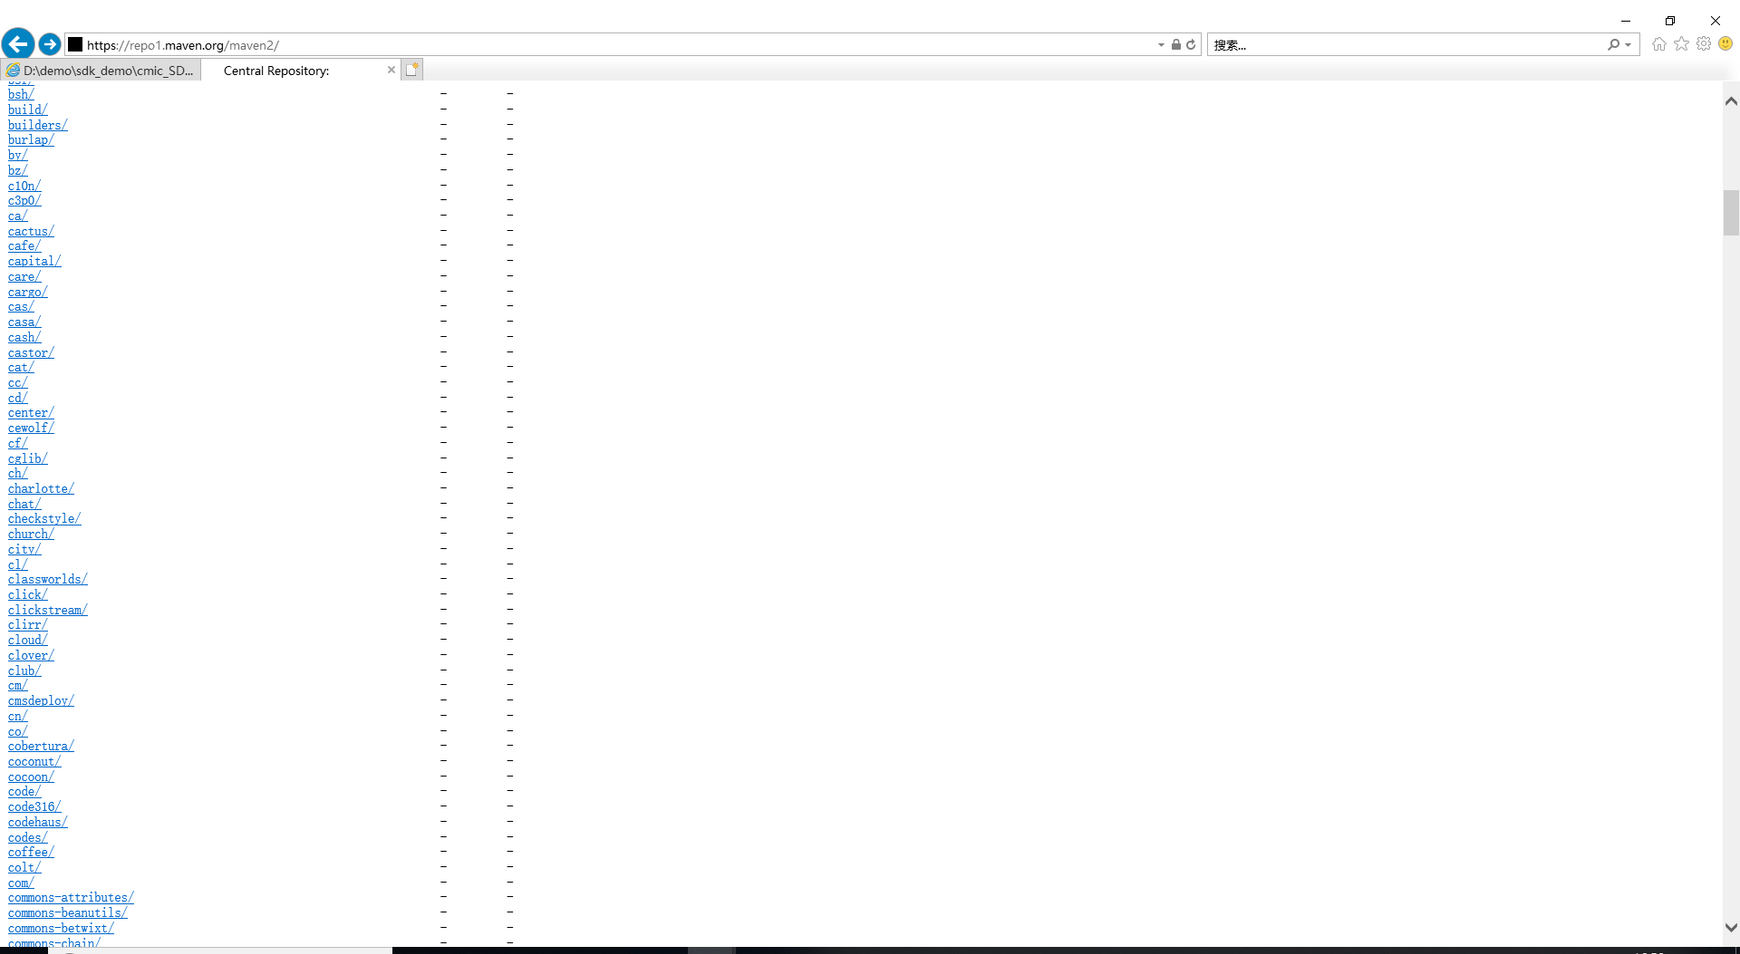 https://repo1.maven.org/maven2/
搜索...
D:\demo\sdk_demo\cmic_SD...
Central Repository:
bsf/
bsh/ - -
build/ - -
builders/ - -
burlap/ - -
by/ - -
bz/ - -
c10n/ - -
c3p0/ - -
ca/ - -
cactus/ - -
cafe/ - -
capital/ - -
care/ - -
cargo/ - -
cas/ - -
casa/ - -
cash/ - -
castor/ - -
cat/ - -
cc/ - -
cd/ - -
center/ - -
cewolf/ - -
cf/ - -
cglib/ - -
ch/ - -
charlotte/ - -
chat/ - -
checkstyle/ - -
church/ - -
city/ - -
cl/ - -
classworlds/ - -
click/ - -
clickstream/ - -
clirr/ - -
cloud/ - -
clover/ - -
club/ - -
cm/ - -
cmsdeploy/ - -
cn/ - -
co/ - -
cobertura/ - -
coconut/ - -
cocoon/ - -
code/ - -
code316/ - -
codehaus/ - -
codes/ - -
coffee/ - -
colt/ - -
com/ - -
commons-attributes/ - -
commons-beanutils/ - -
commons-betwixt/ - -
commons-chain/ - -